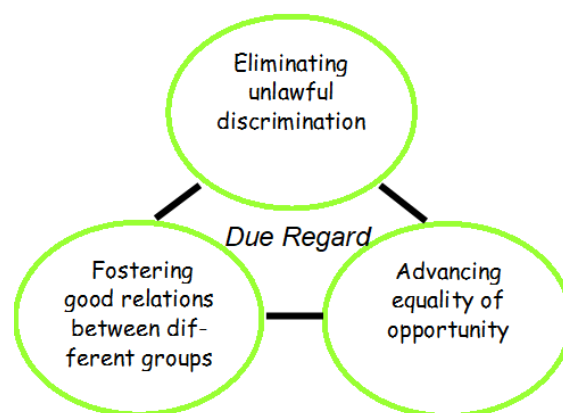 Eliminating
unlawful
discrimination
Due Regard
Fostering
good relations
between dif-
ferent groups
Advancing
equality of
opportunity